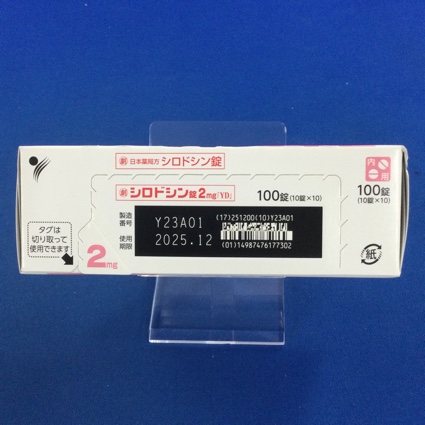 劇 日本薬局方 シロドシン錠
劇 シロドシン錠2mg「YD」
100錠(10錠×10)
内用
100錠
(10錠×10)
製造番号 Y23A01
使用期限 2025.12
(17)251200(10)Y23A01
(01)14987476177302
タグは
切り取って
使用できます
2mg
紙